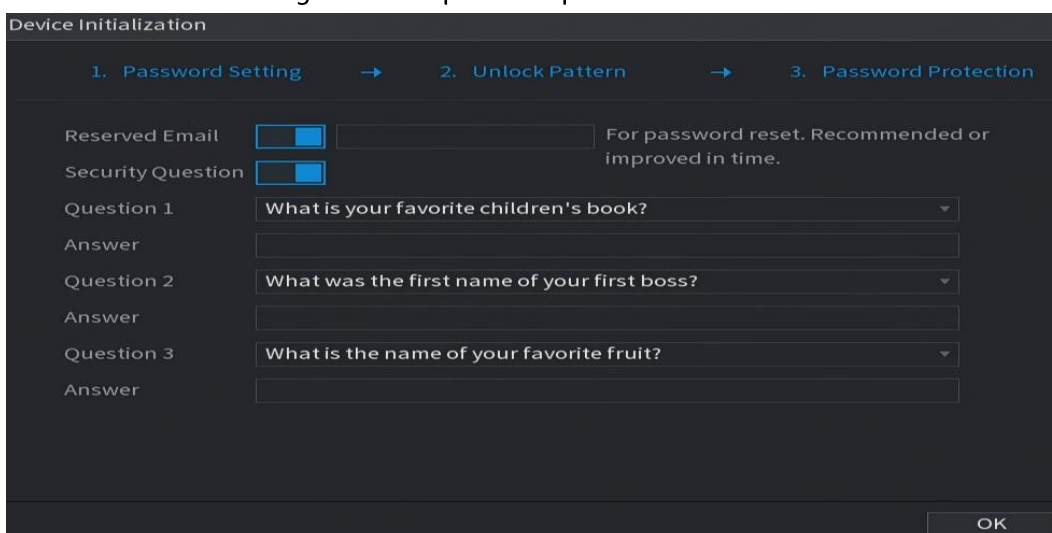 Device Initialization
1. Password Setting → 2. Unlock Pattern → 3. Password Protection
Reserved Email For password reset. Recommended or
improved in time.
Security Question
Question 1 What is your favorite children's book?
Answer
Question 2 What was the first name of your first boss?
Answer
Question 3 What is the name of your favorite fruit?
Answer
OK